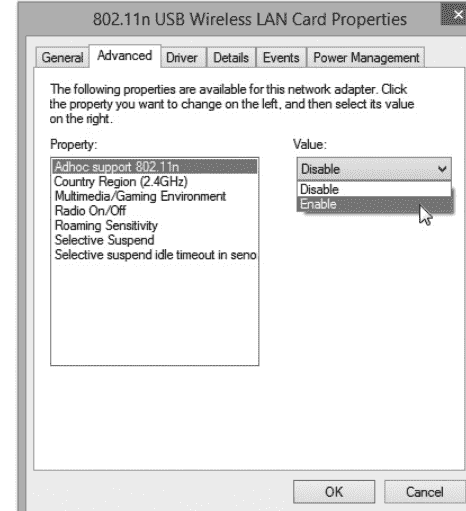 802.11n USB Wireless LAN Card Properties
General Advanced Driver Details Events Power Management
The following properties are available for this network adapter. Click
the property you want to change on the left, and then select its value
on the right.
Property: Value:
Adhoc support 802.11n Disable
Country Region (2.4GHz) Disable
Multimedia/Gaming Environment Enable
Radio On/Off
Roaming Sensitivity
Selective Suspend
Selective suspend idle timeout in seno
OK Cancel